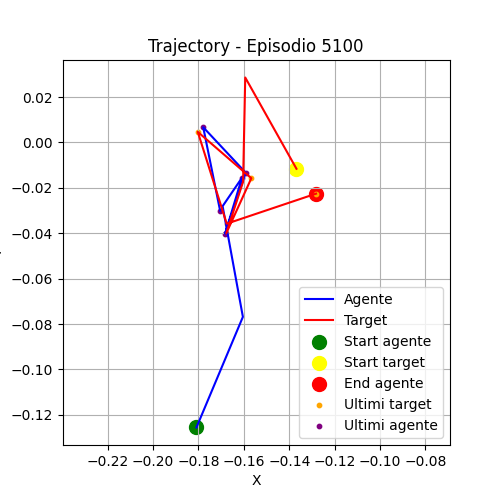 Trajectory - Episodio 5100
0.02
0.00
−0.02
−0.04
−0.06
−0.08
−0.10
−0.12
Agente
Target
Start agente
Start target
End agente
Ultimi target
Ultimi agente
−0.22 −0.20 −0.18 −0.16 −0.14 −0.12 −0.10 −0.08
X